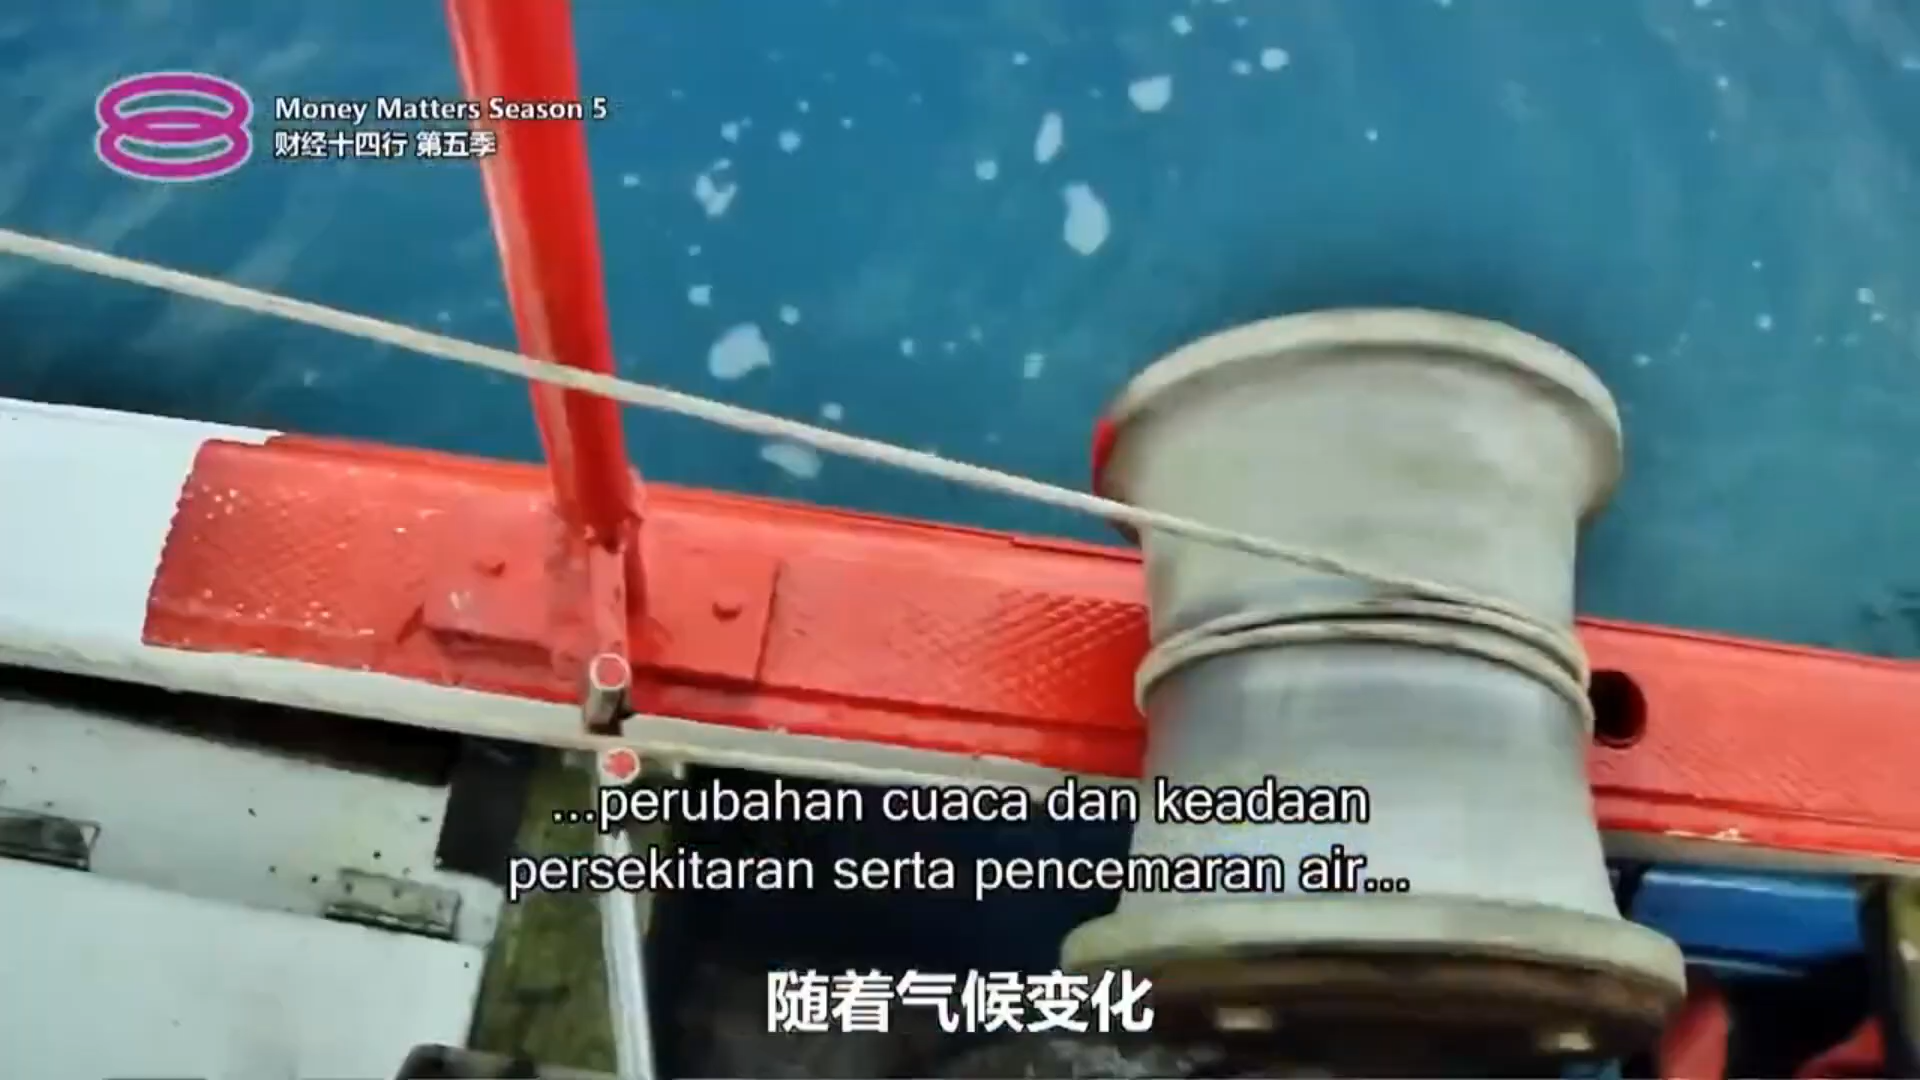 Money Matters Season 5
财经十四行 第五季
...perubahan cuaca dan keadaan
persekitaran serta pencemaran air...
随着气候变化